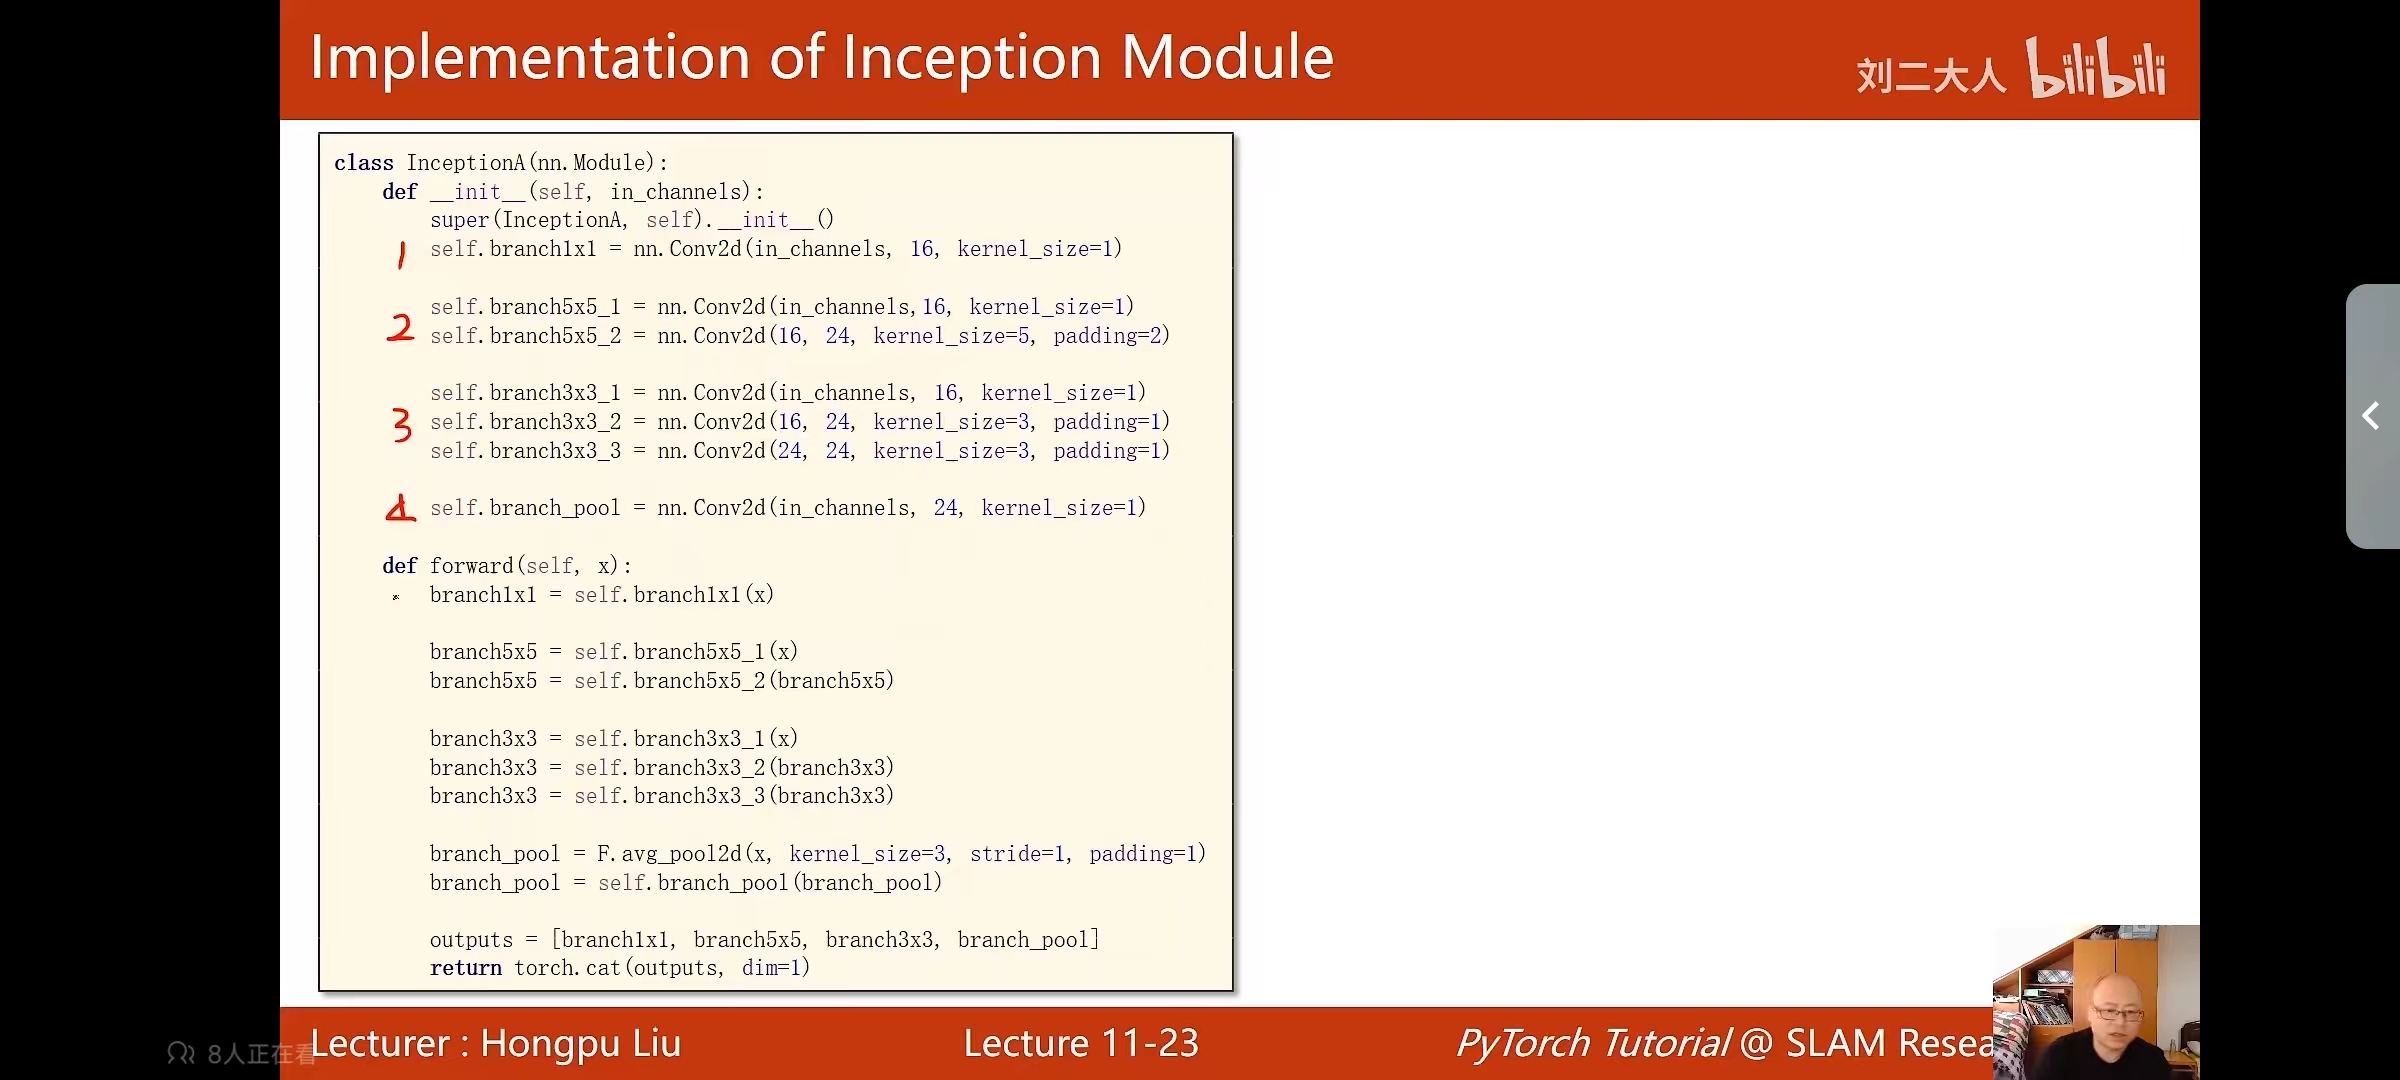 Implementation of Inception Module
刘二大人 bilibili
class InceptionA(nn.Module):
def __init__(self, in_channels):
super(InceptionA, self).__init__()
1 self.branch1x1 = nn.Conv2d(in_channels, 16, kernel_size=1)
self.branch5x5_1 = nn.Conv2d(in_channels,16, kernel_size=1)
2 self.branch5x5_2 = nn.Conv2d(16, 24, kernel_size=5, padding=2)
self.branch3x3_1 = nn.Conv2d(in_channels, 16, kernel_size=1)
3 self.branch3x3_2 = nn.Conv2d(16, 24, kernel_size=3, padding=1)
self.branch3x3_3 = nn.Conv2d(24, 24, kernel_size=3, padding=1)
4 self.branch_pool = nn.Conv2d(in_channels, 24, kernel_size=1)
def forward(self, x):
branch1x1 = self.branch1x1(x)
branch5x5 = self.branch5x5_1(x)
branch5x5 = self.branch5x5_2(branch5x5)
branch3x3 = self.branch3x3_1(x)
branch3x3 = self.branch3x3_2(branch3x3)
branch3x3 = self.branch3x3_3(branch3x3)
branch_pool = F.avg_pool2d(x, kernel_size=3, stride=1, padding=1)
branch_pool = self.branch_pool(branch_pool)
outputs = [branch1x1, branch5x5, branch3x3, branch_pool]
return torch.cat(outputs, dim=1)
8人正在看
Lecturer : Hongpu Liu
Lecture 11-23
PyTorch Tutorial @ SLAM Resea